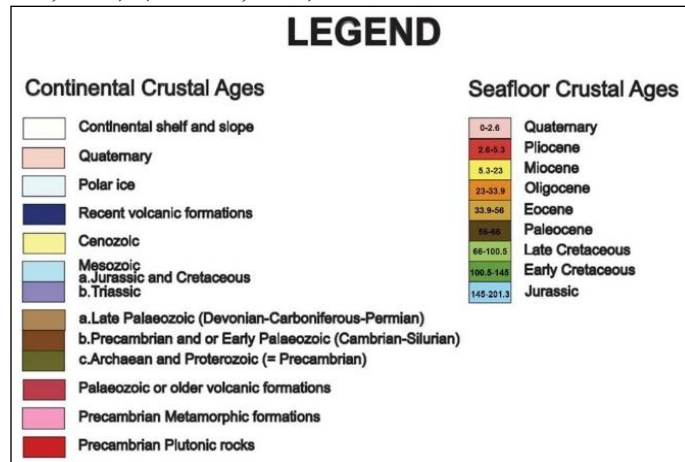 LEGEND
Continental Crustal Ages
Continental shelf and slope
Quaternary
Polar ice
Recent volcanic formations
Cenozoic
Mesozoic
a.Jurassic and Cretaceous
b.Triassic
a.Late Palaeozoic (Devonian-Carboniferous-Permian)
b.Precambrian and or Early Palaeozoic (Cambrian-Silurian)
c.Archaean and Proterozoic (= Precambrian)
Palaeozoic or older volcanic formations
Precambrian Metamorphic formations
Precambrian Plutonic rocks
Seafloor Crustal Ages
0-2.6 Quaternary
2.6-5.3 Pliocene
5.3-23 Miocene
23-33.9 Oligocene
33.9-56 Eocene
56-66 Paleocene
66-100.5 Late Cretaceous
100.5-145 Early Cretaceous
145-201.3 Jurassic